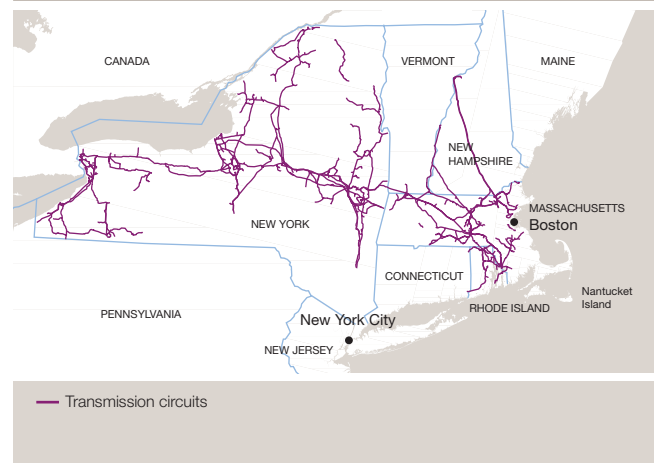 CANADA
VERMONT
MAINE
NEW
HAMPSHIRE
MASSACHUSETTS
Boston
NEW YORK
CONNECTICUT
Nantucket
Island
RHODE ISLAND
PENNSYLVANIA
New York City
NEW JERSEY
Transmission circuits